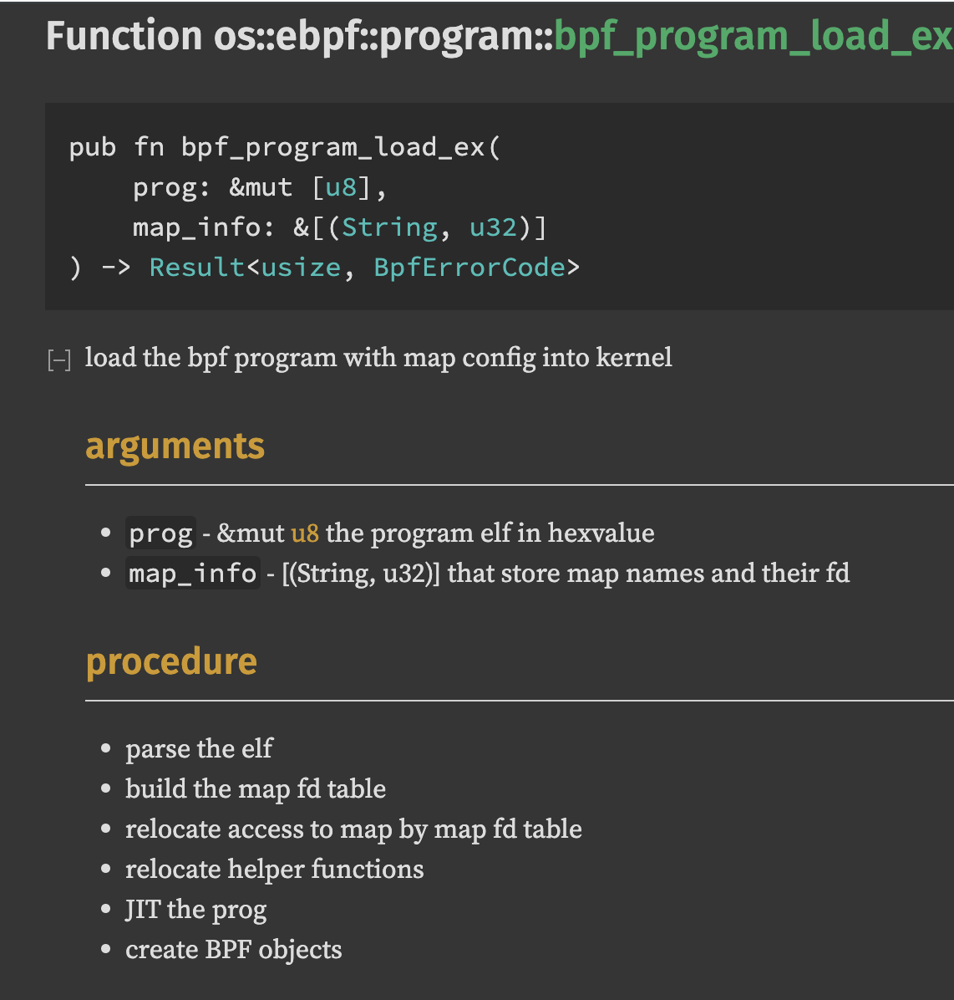 Function os::ebpf::program::bpf_program_load_ex
pub fn bpf_program_load_ex(
    prog: &mut [u8],
    map_info: &[(String, u32)]
) -> Result<usize, BpfErrorCode>
[−] load the bpf program with map config into kernel
arguments
• prog - &mut u8 the program elf in hexvalue
• map_info - [(String, u32)] that store map names and their fd
procedure
• parse the elf
• build the map fd table
• relocate access to map by map fd table
• relocate helper functions
• JIT the prog
• create BPF objects